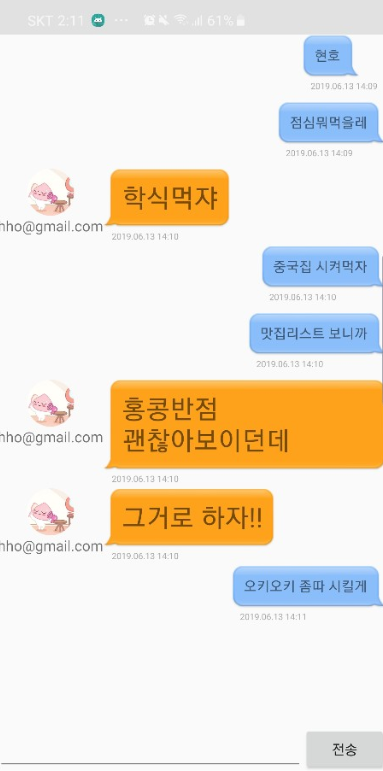 SKT 2:11 ... 61%
현호
2019.06.13 14:09
점심뭐먹을레
2019.06.13 14:09
학식먹쟈
hho@gmail.com
2019.06.13 14:10
중국집 시켜먹자
2019.06.13 14:10
맛집리스트 보니까
2019.06.13 14:10
홍콩반점
괜찮아보이던데
hho@gmail.com
2019.06.13 14:10
그거로 하자!!
hho@gmail.com
2019.06.13 14:10
오키오키 좀따 시킬게
2019.06.13 14:11
전송